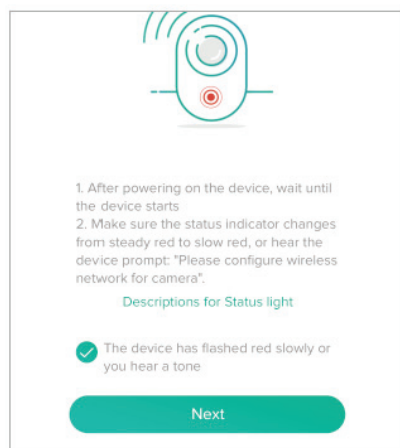 1. After powering on the device, wait until
the device starts
2. Make sure the status indicator changes
from steady red to slow red, or hear the
device prompt: "Please configure wireless
network for camera".
Descriptions for Status light
The device has flashed red slowly or
you hear a tone
Next